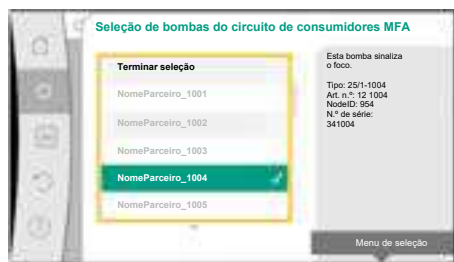 Seleção de bombas do circuito de consumidores MFA
Terminar seleção
NomeParceiro_1001
NomeParceiro_1002
NomeParceiro_1003
NomeParceiro_1004
NomeParceiro_1005
Esta bomba sinaliza
o foco.
Tipo: 25/1-1004
Art. n.º: 12 1004
NodeID: 954
N.º de série:
341004
Menu de seleção